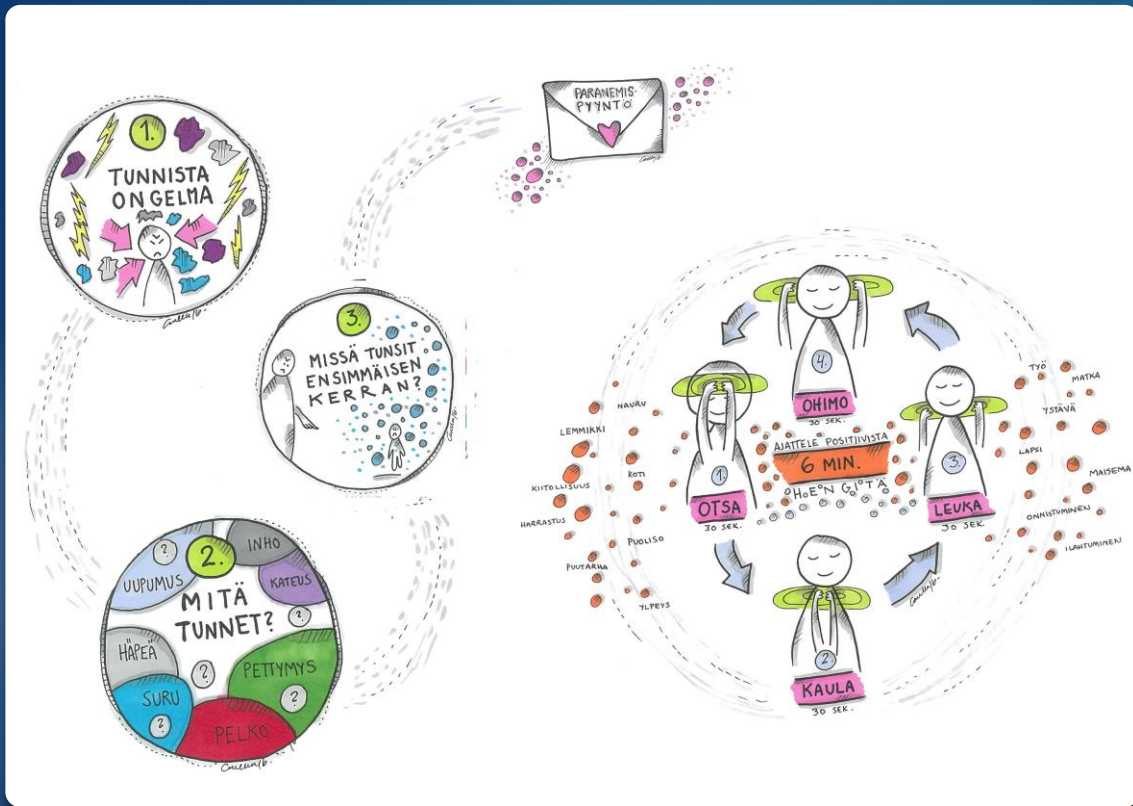 1.
TUNNISTA
ONGELMA
2.
MITÄ
TUNNET?
UUPUMUS
?
INHO
KATEUS
?
HÄPEÄ
?
PETTYMYS
?
SURU
?
PELKO
3.
MISSÄ TUNSIT
ENSIMMÄISEN
KERRAN?
PARANEMIS-
PYYNTÖ
4.
OHIMO
30 SEK.
1.
OTSA
30 SEK.
AJATTELE POSITIIVISTA
6 MIN.
HENGITÄ
3.
LEUKA
30 SEK.
2.
KAULA
30 SEK.
NAURU
LEMMIKKI
KOTI
KIITOLLISUUS
HARRASTUS
PUOLISO
PUUTARHA
YLPEYS
TYÖ
MATKA
YSTÄVÄ
LAPSI
MAISEMA
ONNISTUMINEN
ILAHTUMINEN